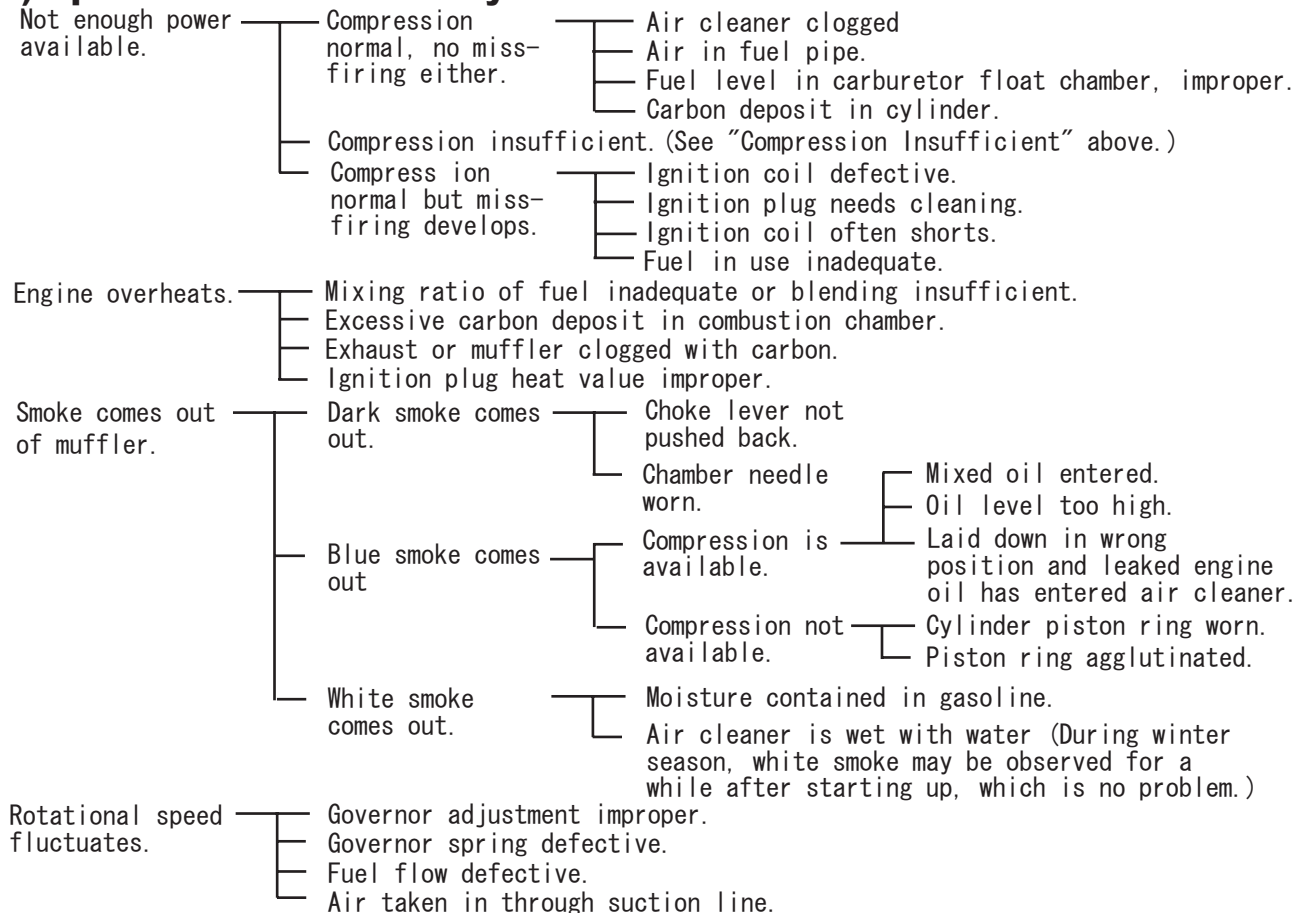 Not enough power
available.
Compression
normal, no miss-
firing either.
Air cleaner clogged
Air in fuel pipe.
Fuel level in carburetor float chamber, improper.
Carbon deposit in cylinder.
Compression insufficient.(See "Compression Insufficient" above.)
Compress ion
normal but miss-
firing develops.
Ignition coil defective.
Ignition plug needs cleaning.
Ignition coil often shorts.
Fuel in use inadequate.
Engine overheats.
Mixing ratio of fuel inadequate or blending insufficient.
Excessive carbon deposit in combustion chamber.
Exhaust or muffler clogged with carbon.
Ignition plug heat value improper.
Smoke comes out
of muffler.
Dark smoke comes
out.
Choke lever not
pushed back.
Chamber needle
worn.
Blue smoke comes
out
Compression is
available.
Mixed oil entered.
Oil level too high.
Laid down in wrong
position and leaked engine
oil has entered air cleaner.
Compression not
available.
Cylinder piston ring worn.
Piston ring agglutinated.
White smoke
comes out.
Moisture contained in gasoline.
Air cleaner is wet with water (During winter
season, white smoke may be observed for a
while after starting up, which is no problem.)
Rotational speed
fluctuates.
Governor adjustment improper.
Governor spring defective.
Fuel flow defective.
Air taken in through suction line.